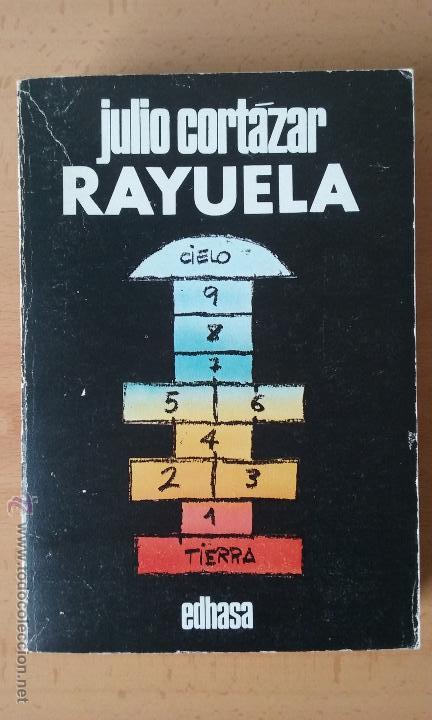 julio cortázar
RAYUELA
CIELO
9
8
7
5 6
4
2 3
1
TIERRA
edhasa
www.todocoleccion.net